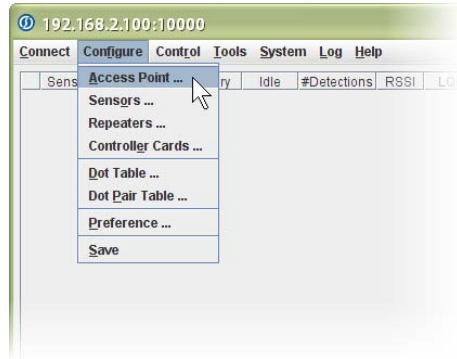 192.168.2.100:10000
Connect Configure Control Tools System Log Help
Sens ry Idle #Detections RSSI LQ
Access Point ...
Sensors ...
Repeaters ...
Controller Cards ...
Dot Table ...
Dot Pair Table ...
Preference ...
Save